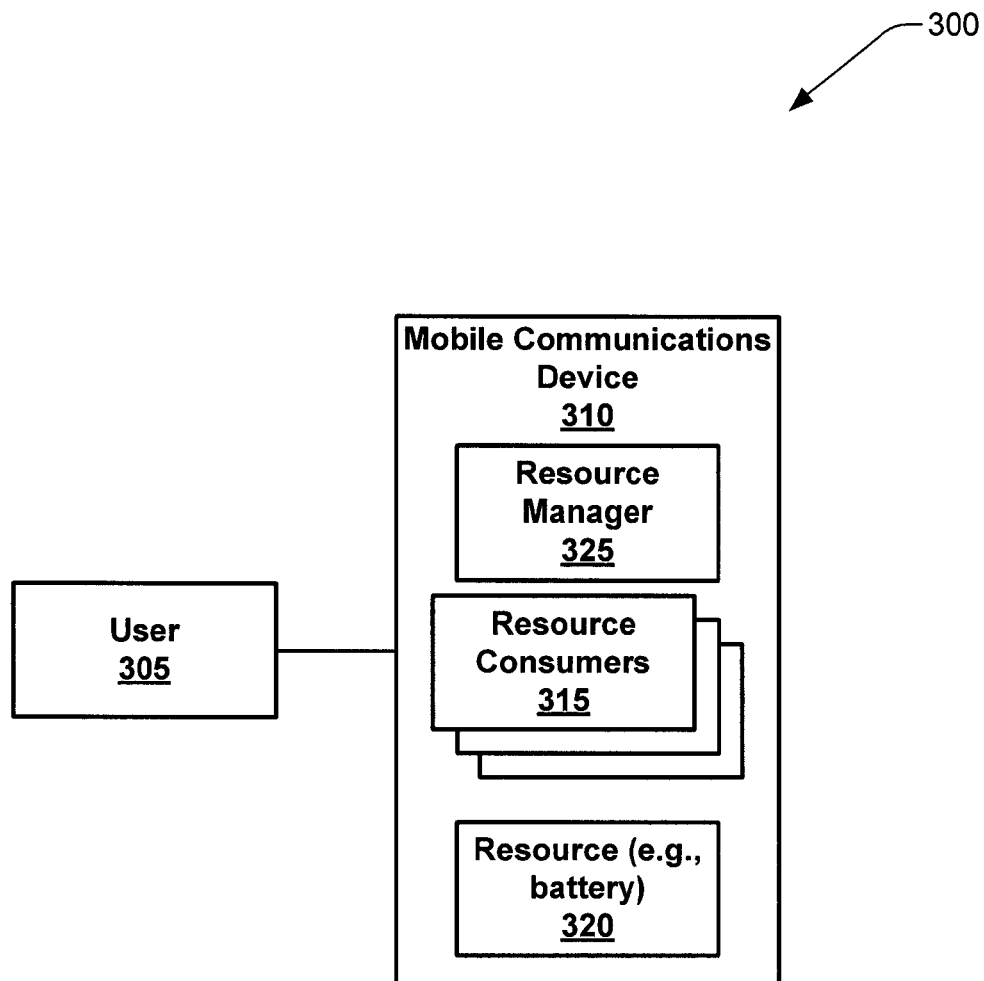 300
Mobile Communications
Device
310
Resource
Manager
325
User
305
Resource
Consumers
315
Resource (e.g.,
battery)
320